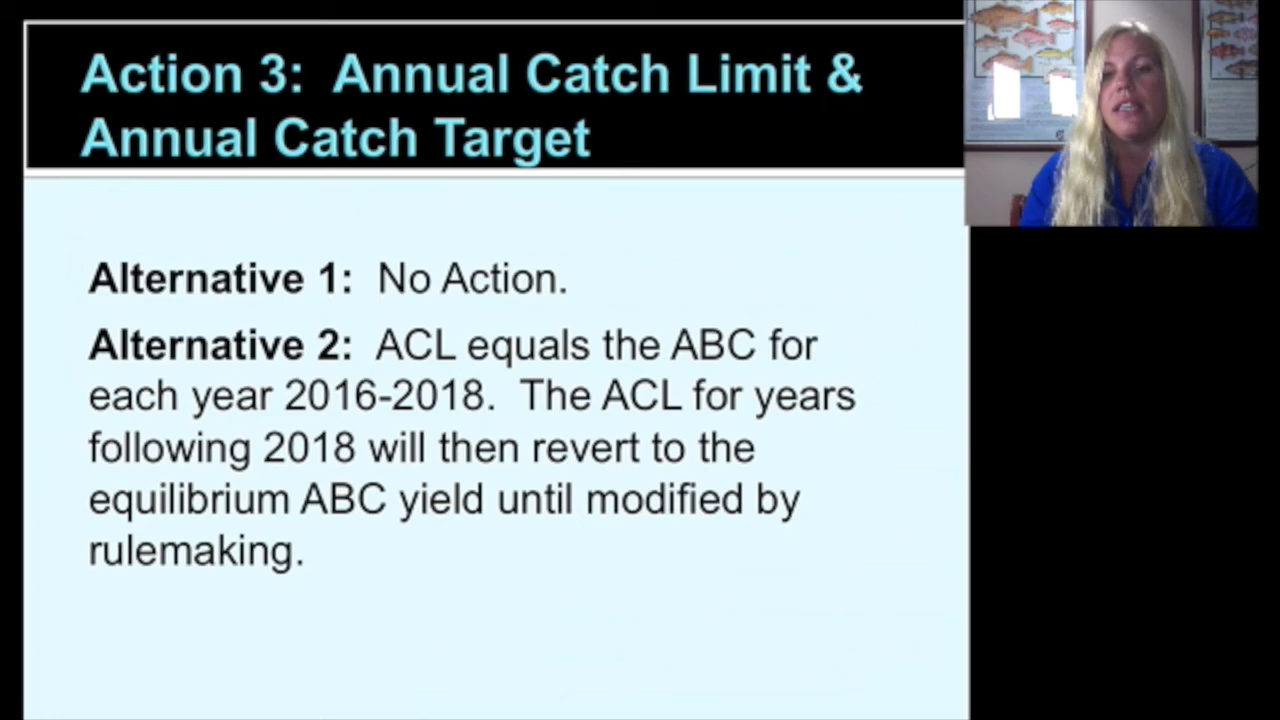 Action 3:  Annual Catch Limit &
Annual Catch Target
Alternative 1:  No Action.
Alternative 2:  ACL equals the ABC for
each year 2016-2018.  The ACL for years
following 2018 will then revert to the
equilibrium ABC yield until modified by
rulemaking.